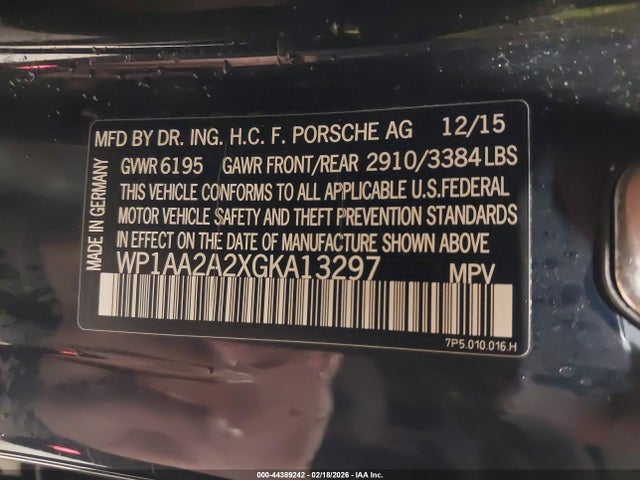 MFD BY DR. ING. H.C. F. PORSCHE AG 12/15
GVWR 6195 GAWR FRONT/REAR 2910/3384 LBS
THIS VEHICLE CONFORMS TO ALL APPLICABLE U.S.FEDERAL
MOTOR VEHICLE SAFETY AND THEFT PREVENTION STANDARDS
IN EFFECT ON THE DATE OF MANUFACTURE SHOWN ABOVE
WP1AA2A2XGKA13297 MPV
7P5.010.016.H
MADE IN GERMANY
000-44389242 - 02/18/2026 - IAA Inc.